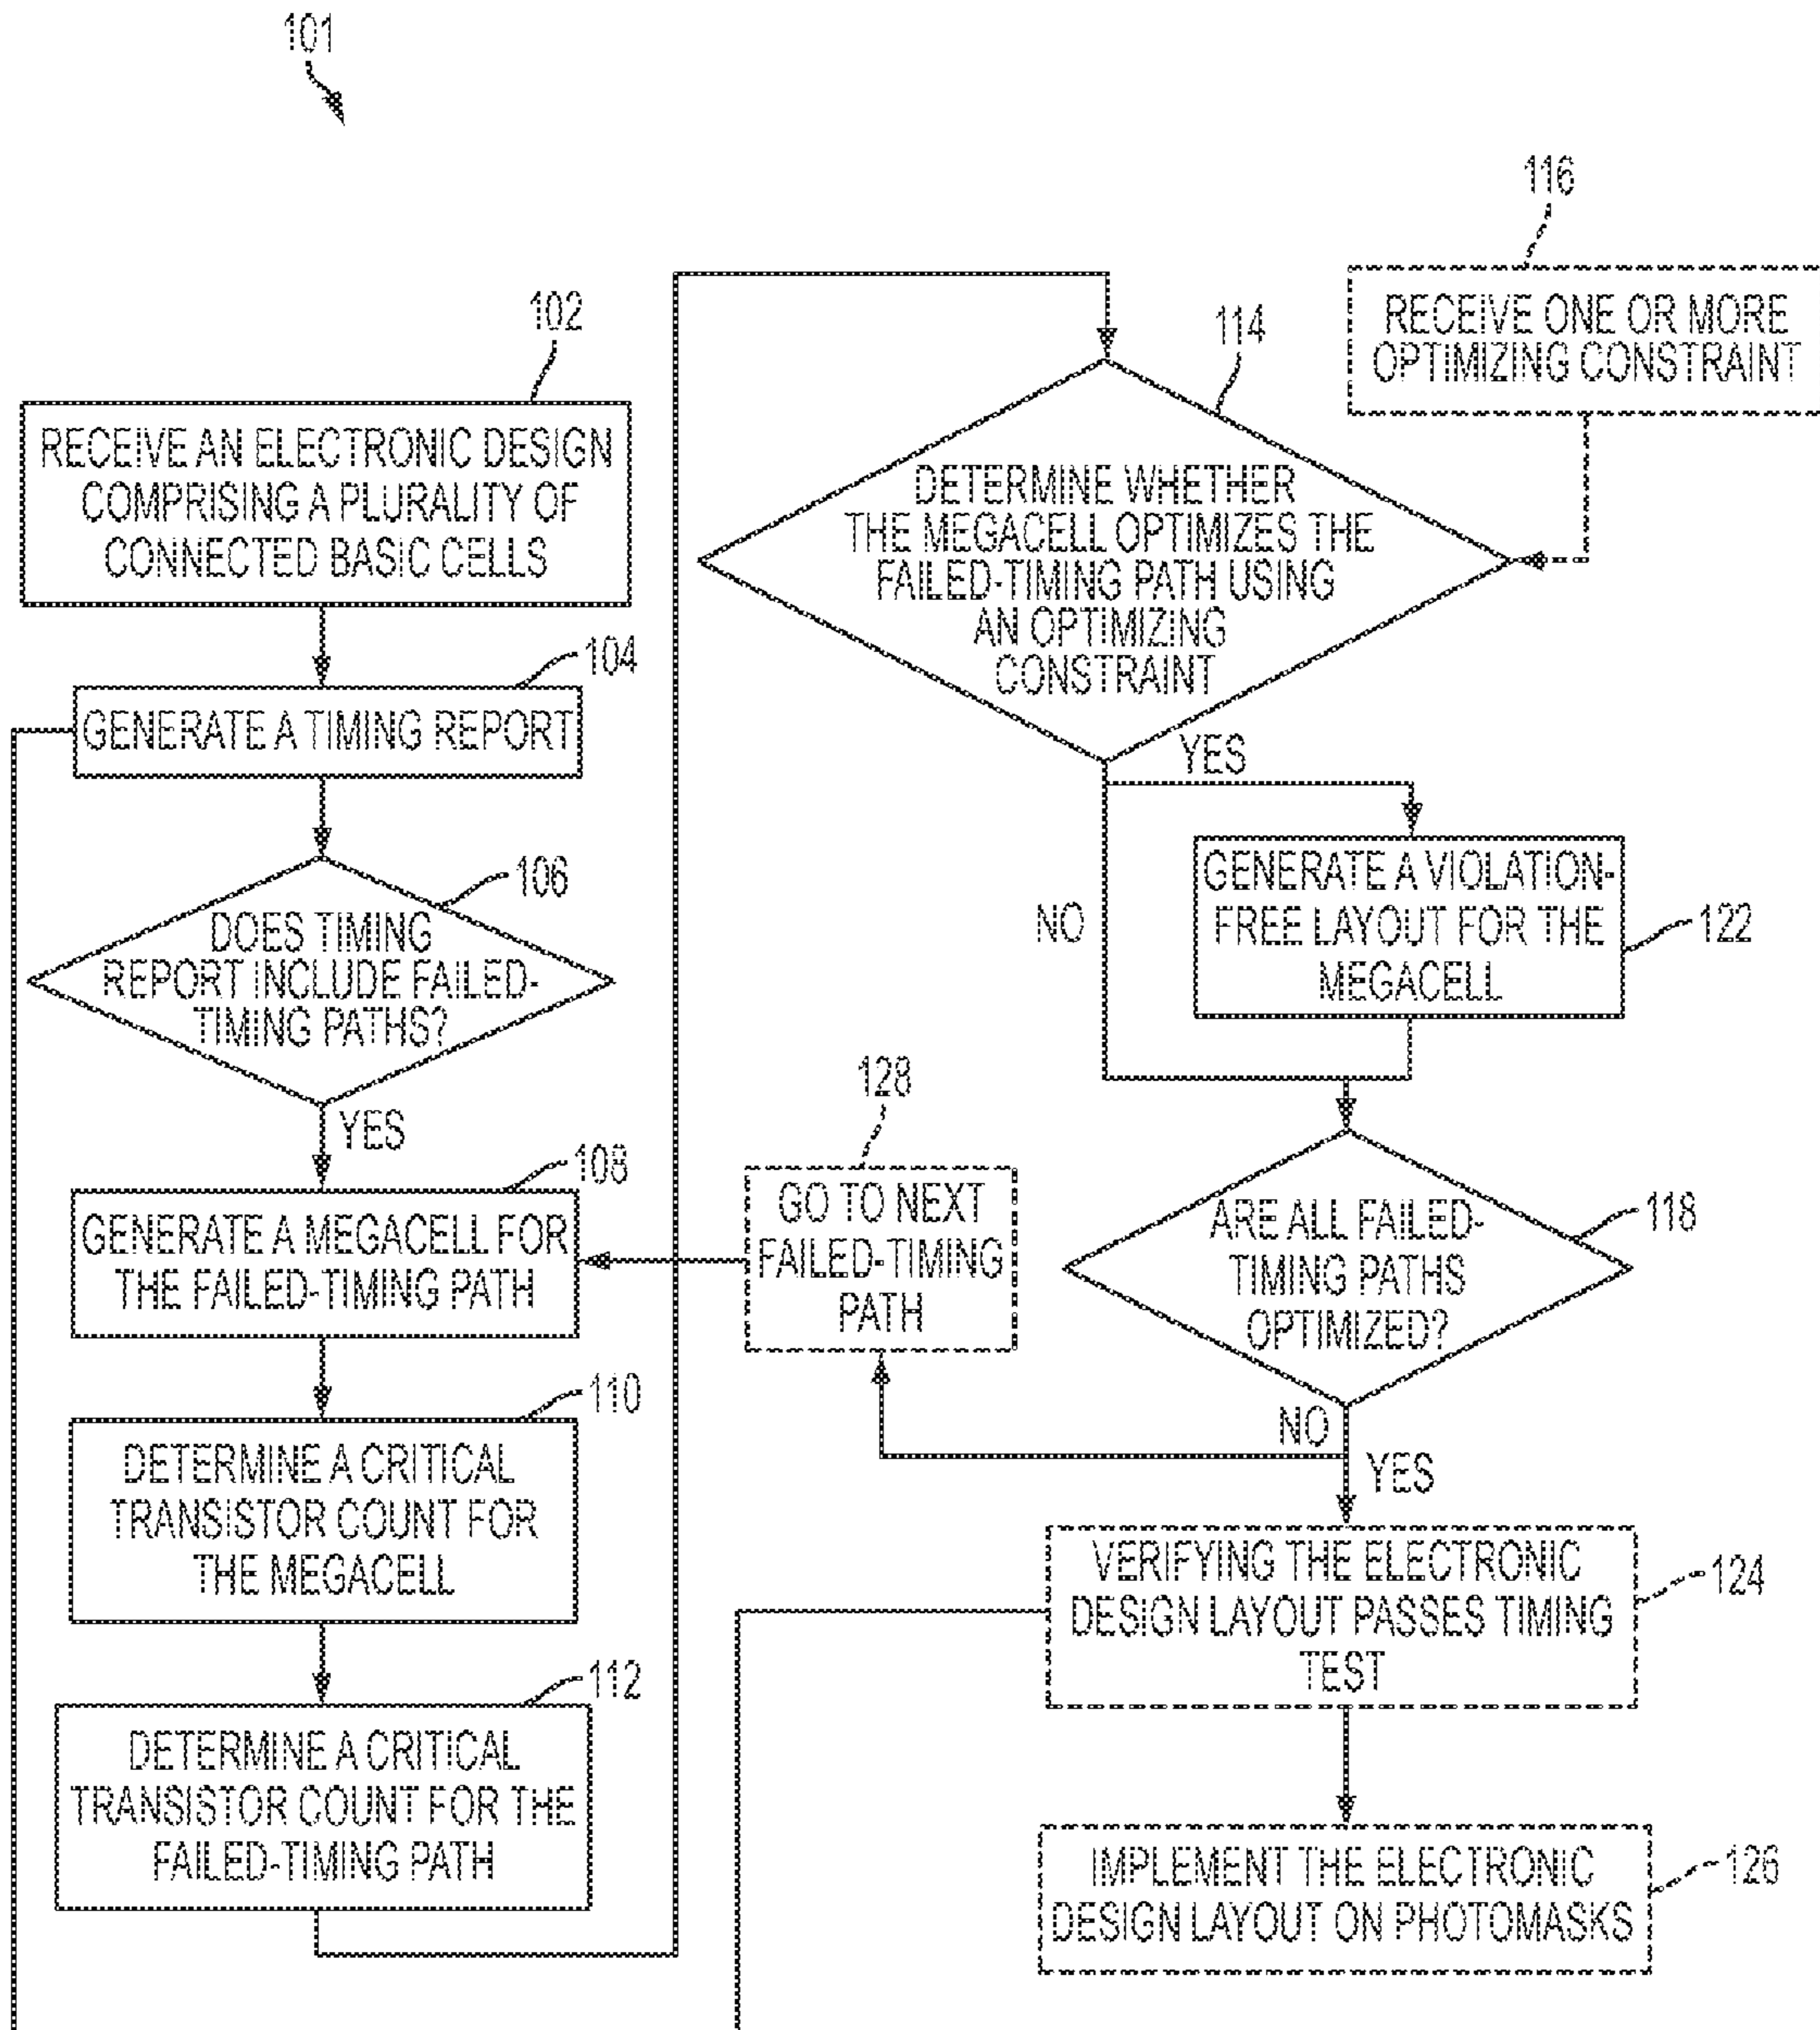 101
102
RECEIVE AN ELECTRONIC DESIGN
COMPRISING A PLURALITY OF
CONNECTED BASIC CELLS
104
GENERATE A TIMING REPORT
106
DOES TIMING
REPORT INCLUDE FAILED-
TIMING PATHS?
YES
108
GENERATE A MEGACELL FOR
THE FAILED-TIMING PATH
110
DETERMINE A CRITICAL
TRANSISTOR COUNT FOR
THE MEGACELL
112
DETERMINE A CRITICAL
TRANSISTOR COUNT FOR THE
FAILED-TIMING PATH
116
RECEIVE ONE OR MORE
OPTIMIZING CONSTRAINT
114
DETERMINE WHETHER
THE MEGACELL OPTIMIZES THE
FAILED-TIMING PATH USING
AN OPTIMIZING
CONSTRAINT
YES
NO
GENERATE A VIOLATION-
FREE LAYOUT FOR THE
MEGACELL
122
128
GO TO NEXT
FAILED-TIMING
PATH
118
ARE ALL FAILED-
TIMING PATHS
OPTIMIZED?
NO
YES
VERIFYING THE ELECTRONIC
DESIGN LAYOUT PASSES TIMING
TEST
124
IMPLEMENT THE ELECTRONIC
DESIGN LAYOUT ON PHOTOMASKS
126